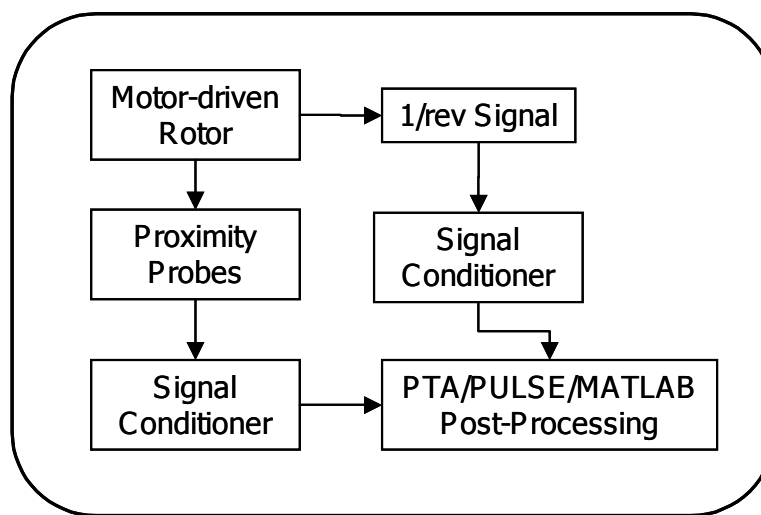 Motor-driven
Rotor
1/rev Signal
Proximity
Probes
Signal
Conditioner
Signal
Conditioner
PTA/PULSE/MATLAB
Post-Processing